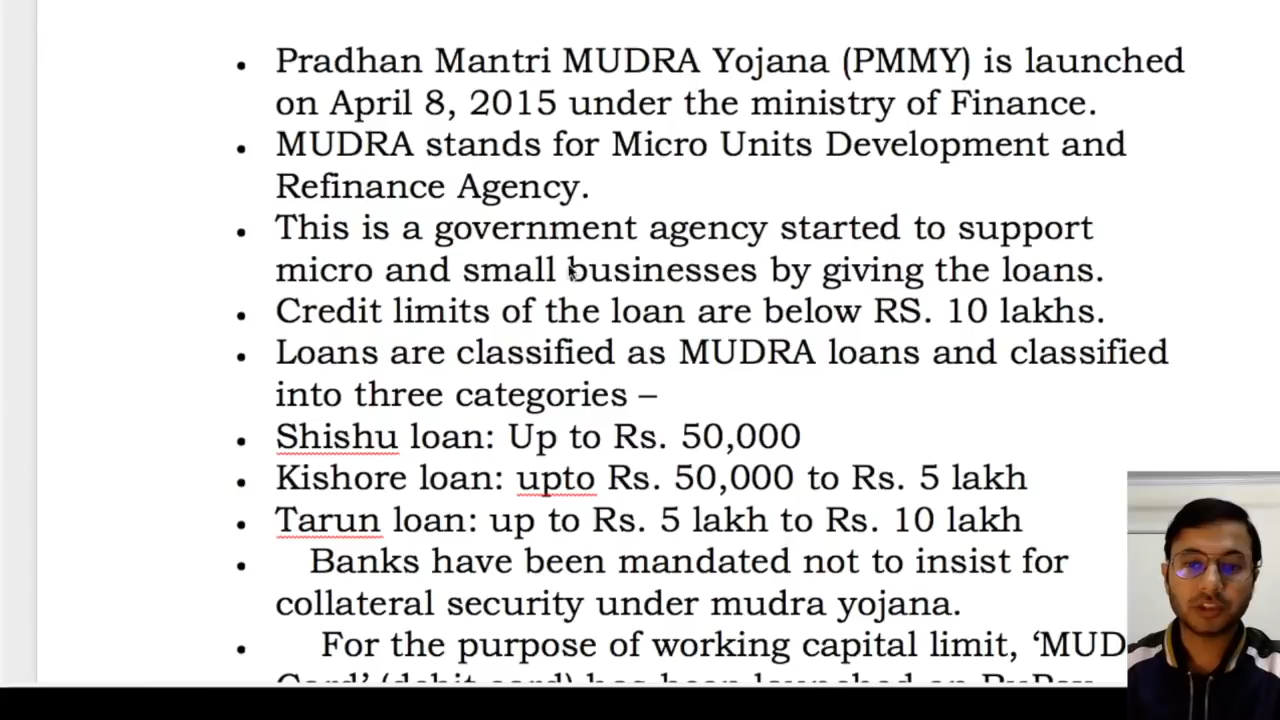 • Pradhan Mantri MUDRA Yojana (PMMY) is launched
on April 8, 2015 under the ministry of Finance.
• MUDRA stands for Micro Units Development and
Refinance Agency.
• This is a government agency started to support
micro and small businesses by giving the loans.
• Credit limits of the loan are below RS. 10 lakhs.
• Loans are classified as MUDRA loans and classified
into three categories –
• Shishu loan: Up to Rs. 50,000
• Kishore loan: upto Rs. 50,000 to Rs. 5 lakh
• Tarun loan: up to Rs. 5 lakh to Rs. 10 lakh
• Banks have been mandated not to insist for
collateral security under mudra yojana.
• For the purpose of working capital limit, ‘MUD